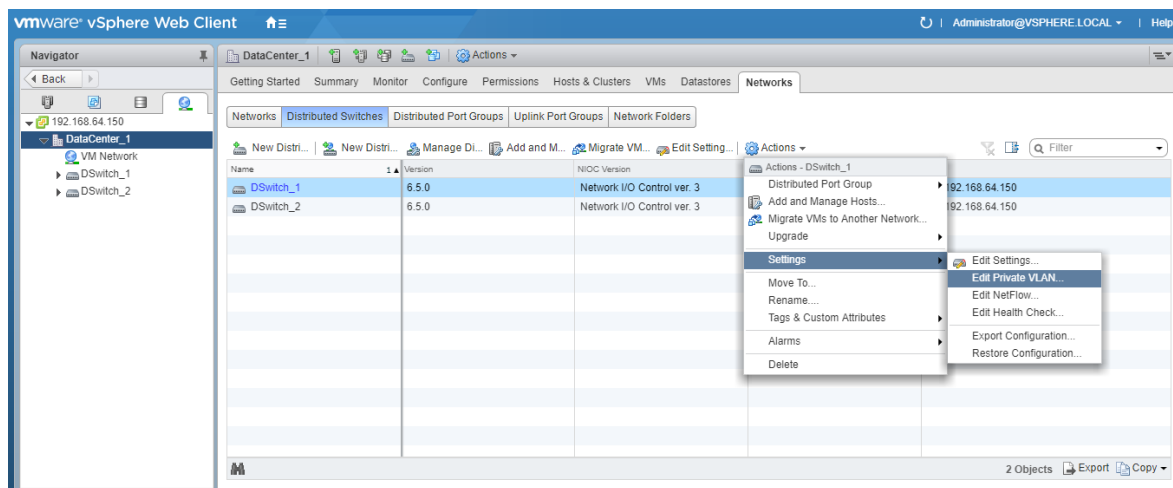 vmware® vSphere Web Client
Administrator@VSPHERE.LOCAL
Help
Navigator
Back
192.168.64.150
DataCenter_1
VM Network
DSwitch_1
DSwitch_2
DataCenter_1
Actions
Getting Started Summary Monitor Configure Permissions Hosts & Clusters VMs Datastores Networks
Networks Distributed Switches Distributed Port Groups Uplink Port Groups Network Folders
New Distri... New Distri... Manage Di... Add and M... Migrate VM... Edit Setting... Actions
Filter
Name 1 Version NIOC Version
DSwitch_1 6.5.0 Network I/O Control ver. 3 192.168.64.150
DSwitch_2 6.5.0 Network I/O Control ver. 3 192.168.64.150
Actions - DSwitch_1
Distributed Port Group
Add and Manage Hosts...
Migrate VMs to Another Network...
Upgrade
Settings
Move To...
Rename....
Tags & Custom Attributes
Alarms
Delete
Edit Settings...
Edit Private VLAN...
Edit NetFlow...
Edit Health Check...
Export Configuration...
Restore Configuration...
2 Objects Export Copy